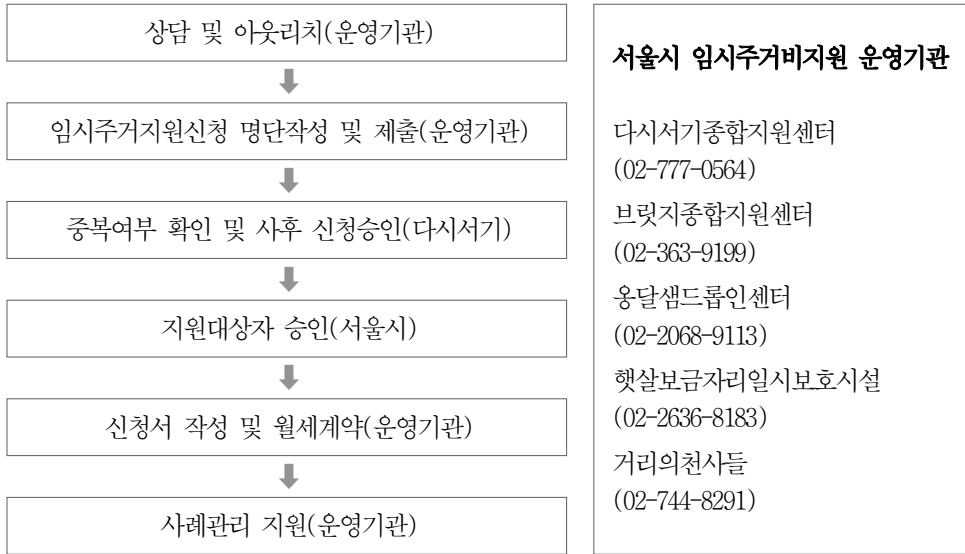 상담 및 아웃리치(운영기관)
임시주거지원신청 명단작성 및 제출(운영기관)
중복여부 확인 및 사후 신청승인(다시서기)
지원대상자 승인(서울시)
신청서 작성 및 월세계약(운영기관)
사례관리 지원(운영기관)
서울시 임시주거비지원 운영기관
다시서기종합지원센터
(02-777-0564)
브릿지종합지원센터
(02-363-9199)
옹달샘드롭인센터
(02-2068-9113)
햇살보금자리일시보호시설
(02-2636-8183)
거리의천사들
(02-744-8291)